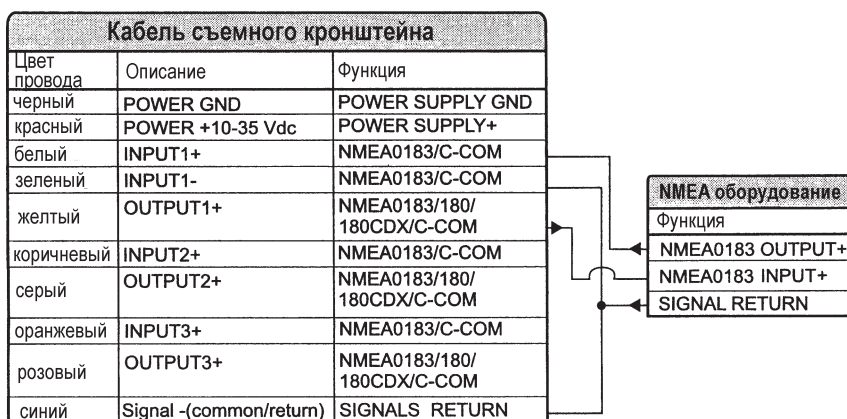 Кабель съемного кронштейна
Цвет провода Описание Функция
черный POWER GND POWER SUPPLY GND
красный POWER +10-35 Vdc POWER SUPPLY+
белый INPUT1+ NMEA0183/C-COM
зеленый INPUT1- NMEA0183/C-COM
желтый OUTPUT1+ NMEA0183/180/
180CDX/C-COM
коричневый INPUT2+ NMEA0183/C-COM
серый OUTPUT2+ NMEA0183/180/
180CDX/C-COM
оранжевый INPUT3+ NMEA0183/C-COM
розовый OUTPUT3+ NMEA0183/180/
180CDX/C-COM
синий Signal -(common/return) SIGNALS RETURN
NMEA оборудование
Функция
NMEA0183 OUTPUT+
NMEA0183 INPUT+
SIGNAL RETURN